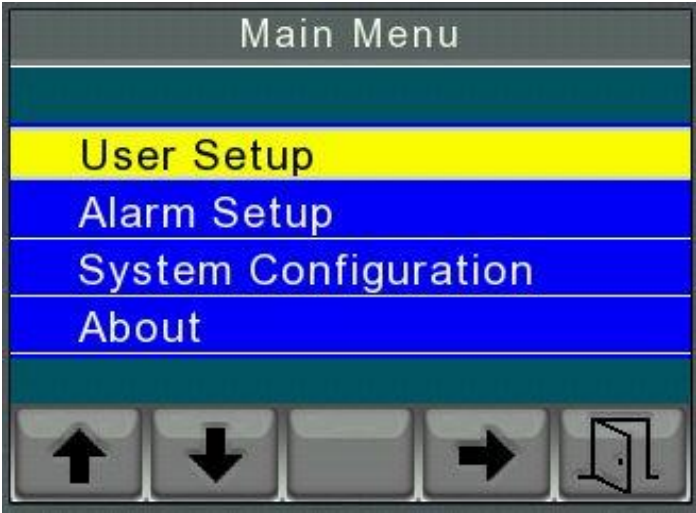 Main Menu
User Setup
Alarm Setup
System Configuration
About